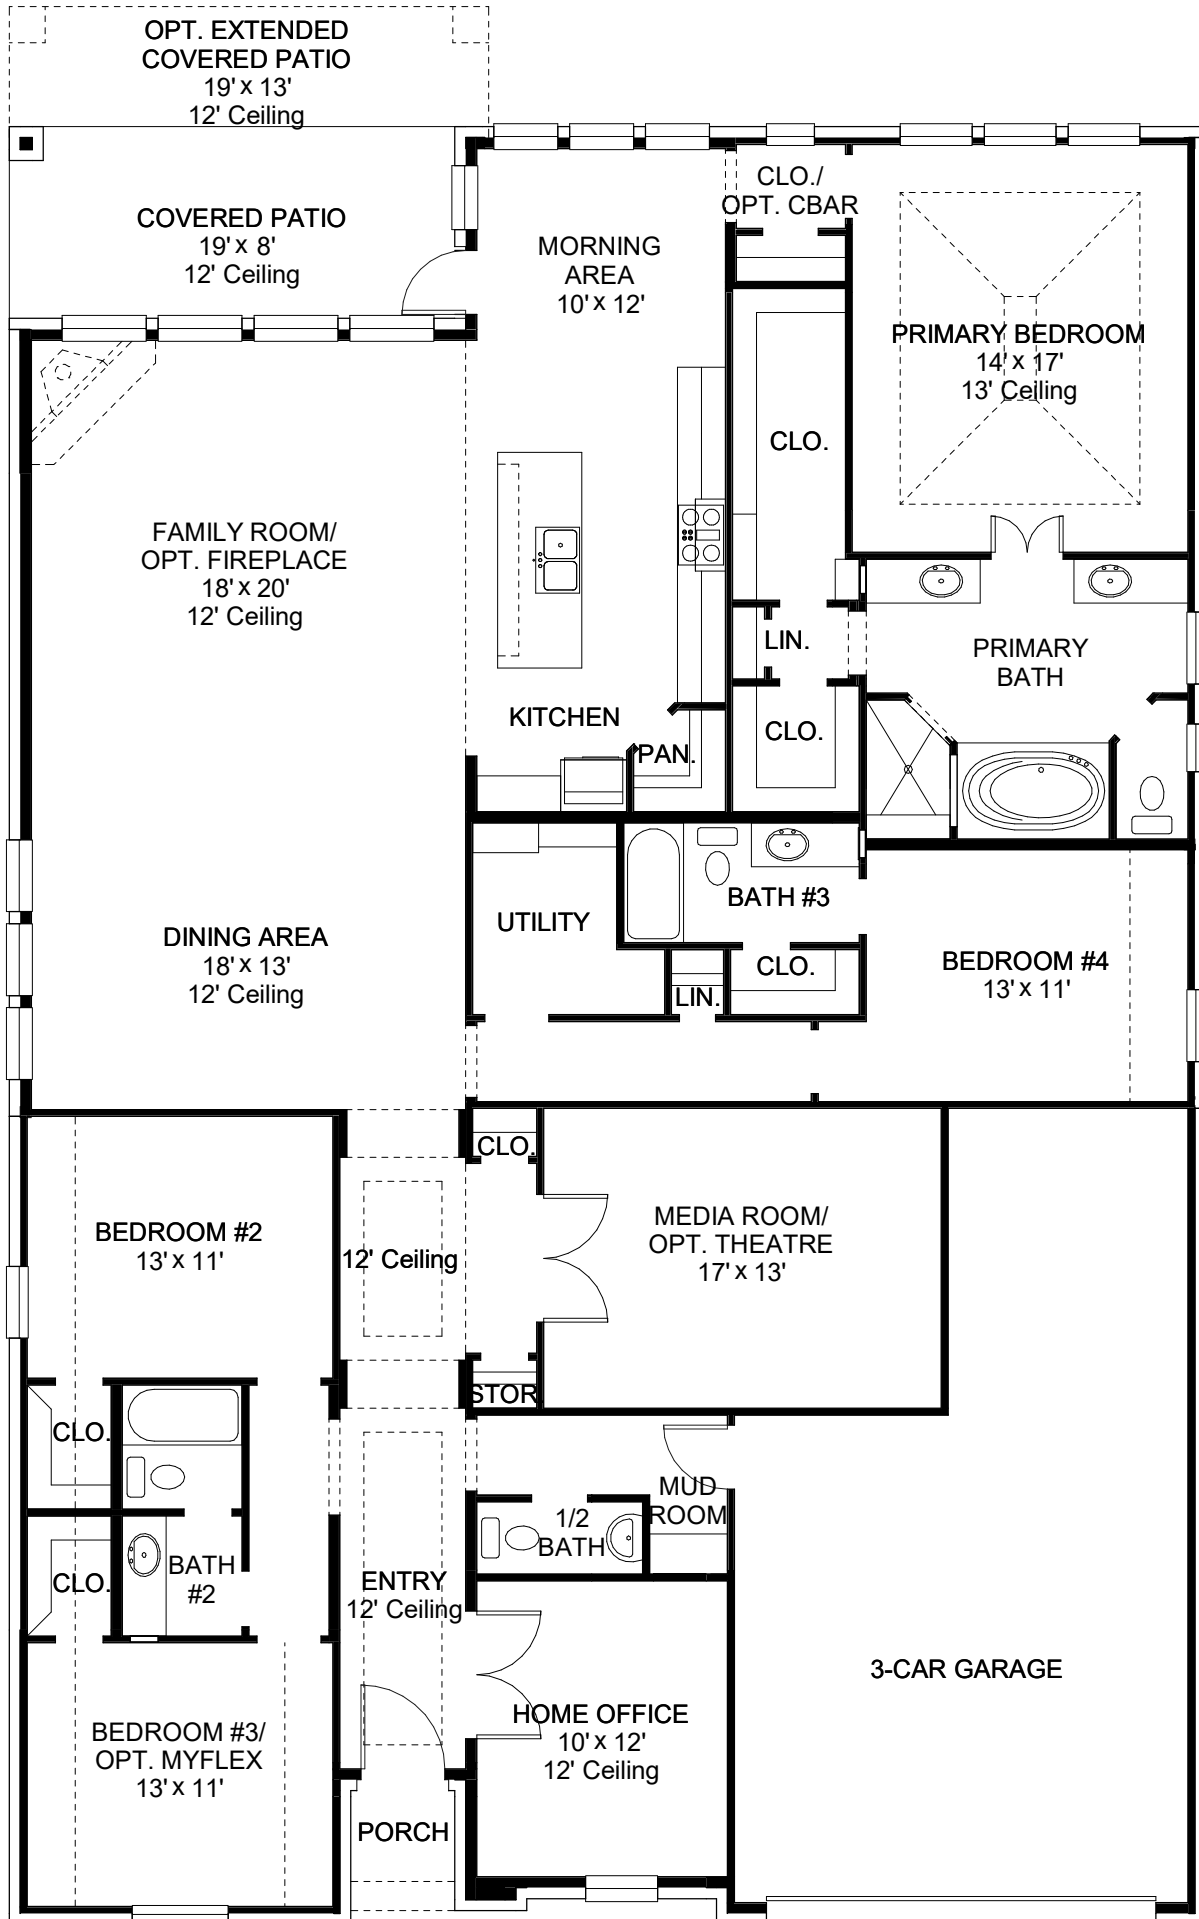 OPT. EXTENDED
COVERED PATIO
19' x 13'
12' Ceiling
COVERED PATIO
19' x 8'
12' Ceiling
MORNING
AREA
10' x 12'
CLO./
OPT. CBAR
PRIMARY BEDROOM
14' x 17'
13' Ceiling
CLO.
FAMILY ROOM/
OPT. FIREPLACE
18' x 20'
12' Ceiling
LIN.
PRIMARY
BATH
KITCHEN
PAN.
CLO.
UTILITY
BATH #3
CLO.
LIN.
BEDROOM #4
13' x 11'
DINING AREA
18' x 13'
12' Ceiling
CLO.
BEDROOM #2
13' x 11'
12' Ceiling
MEDIA ROOM/
OPT. THEATRE
17' x 13'
STOR
CLO.
MUD
ROOM
1/2
BATH
CLO.
BATH
#2
ENTRY
12' Ceiling
3-CAR GARAGE
BEDROOM #3/
OPT. MYFLEX
13' x 11'
HOME OFFICE
10' x 12'
12' Ceiling
PORCH